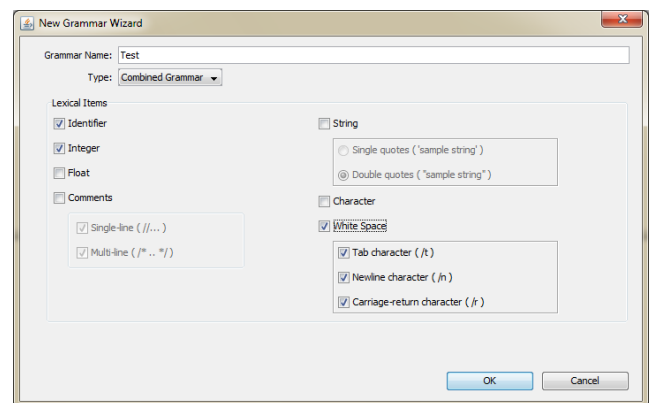 New Grammar Wizard
Grammar Name: Test
Type: Combined Grammar
Lexical Items
Identifier
Integer
Float
Comments
Single-line ( //... )
Multi-line ( /* .. */ )
String
Single quotes ( 'sample string' )
Double quotes ( "sample string" )
Character
White Space
Tab character ( /t )
Newline character ( /n )
Carriage-return character ( /r )
OK Cancel